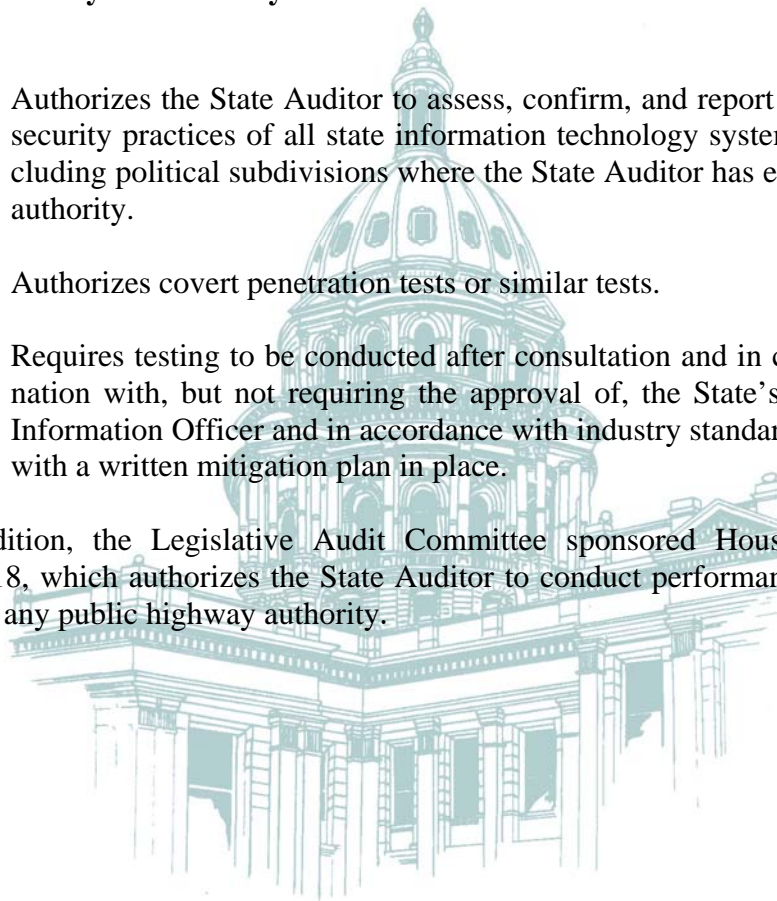 Authorizes the State Auditor to assess, confirm, and report
security practices of all state information technology system
cluding political subdivisions where the State Auditor has e
authority.
Authorizes covert penetration tests or similar tests.
Requires testing to be conducted after consultation and in c
nation with, but not requiring the approval of, the State’s
Information Officer and in accordance with industry standar
with a written mitigation plan in place.
dition, the Legislative Audit Committee sponsored Hous
18, which authorizes the State Auditor to conduct performan
any public highway authority.